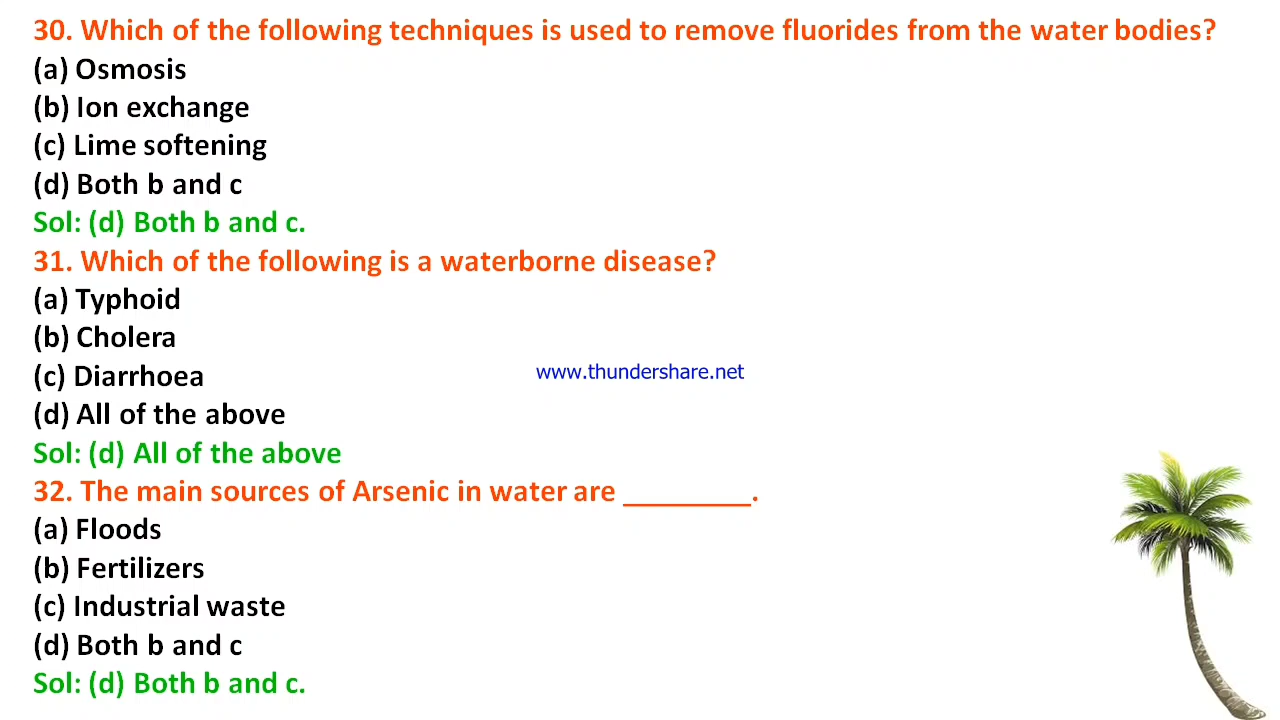 30. Which of the following techniques is used to remove fluorides from the water bodies?
(a) Osmosis
(b) Ion exchange
(c) Lime softening
(d) Both b and c
Sol: (d) Both b and c.
31. Which of the following is a waterborne disease?
(a) Typhoid
(b) Cholera
(c) Diarrhoea
www.thundershare.net
(d) All of the above
Sol: (d) All of the above
32. The main sources of Arsenic in water are _________.
(a) Floods
(b) Fertilizers
(c) Industrial waste
(d) Both b and c
Sol: (d) Both b and c.